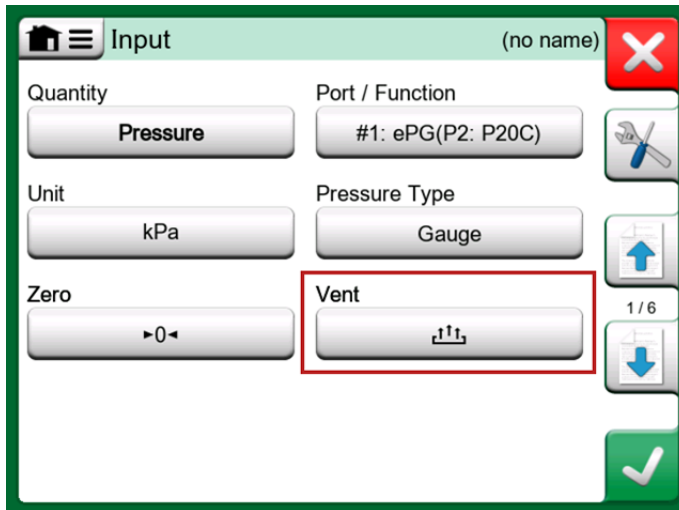 Input (no name)
Quantity Port / Function
Pressure #1: ePG(P2: P20C)
Unit Pressure Type
kPa Gauge
Zero Vent
►0◄
1 / 6